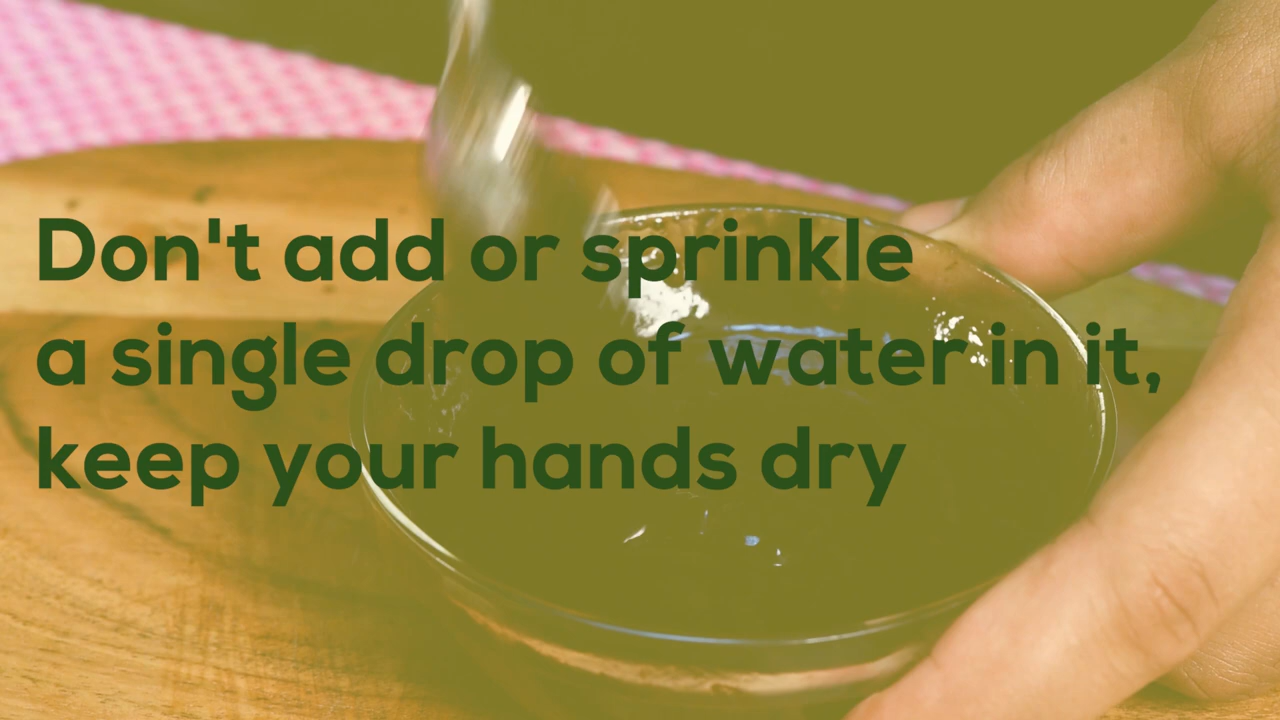 Don't add or sprinkle
a single drop of water in it,
keep your hands dry